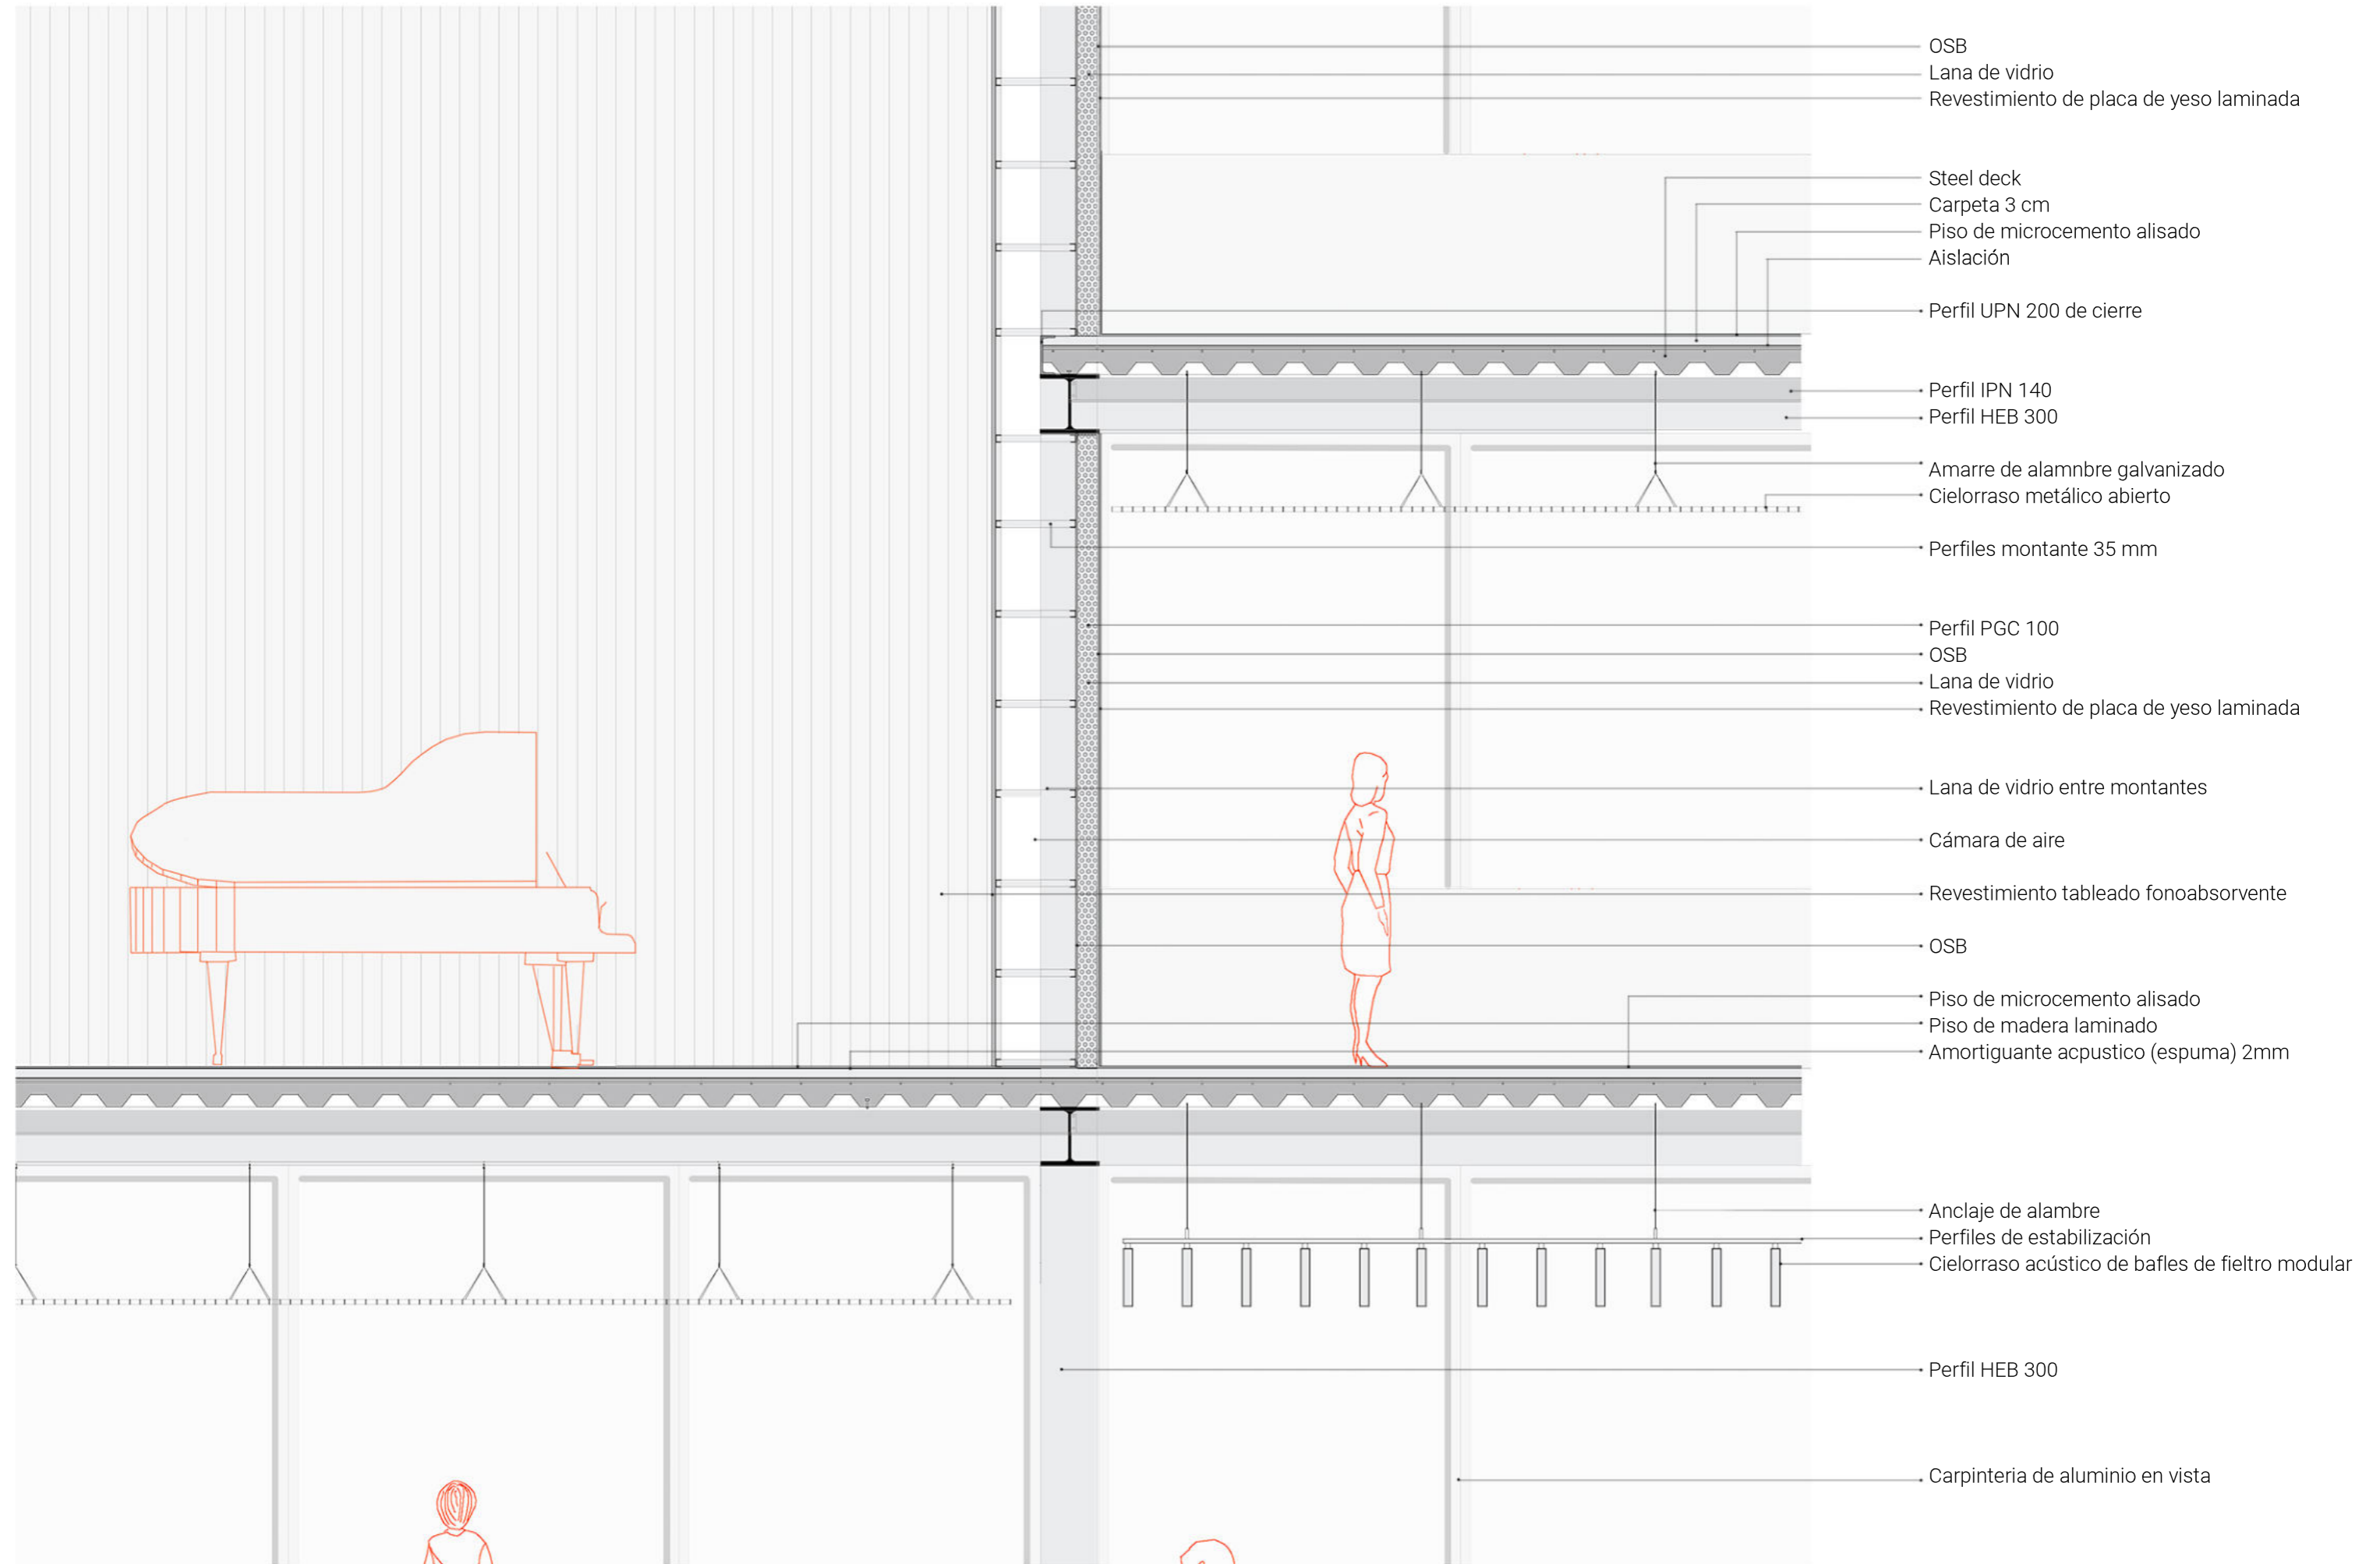 OSB
Lana de vidrio
Revestimiento de placa de yeso laminada
Steel deck
Carpeta 3 cm
Piso de microcemento alisado
Aislación
Perfil UPN 200 de cierre
Perfil IPN 140
Perfil HEB 300
Amarre de alamnbre galvanizado
Cielorraso metálico abierto
Perfiles montante 35 mm
Perfil PGC 100
OSB
Lana de vidrio
Revestimiento de placa de yeso laminada
Lana de vidrio entre montantes
Cámara de aire
Revestimiento tableado fonoabsorvente
OSB
Piso de microcemento alisado
Piso de madera laminado
Amortiguante acpustico (espuma) 2mm
Anclaje de alambre
Perfiles de estabilización
Cielorraso acústico de bafles de fieltro modular
Perfil HEB 300
Carpinteria de aluminio en vista